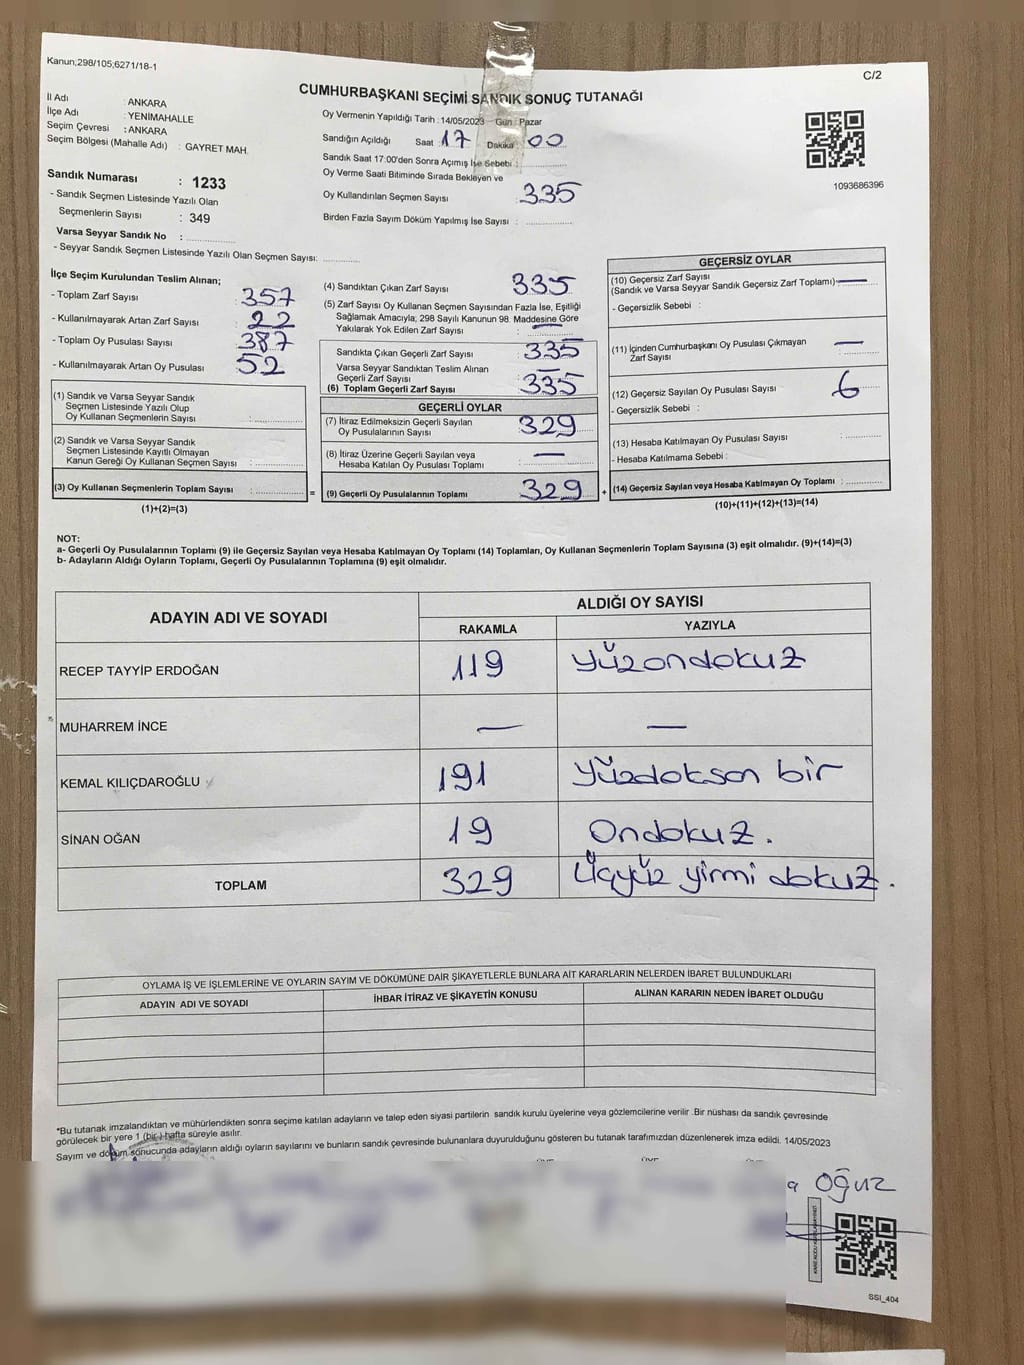 Kanun;298/105;6271/18-1
C/2
CUMHURBAŞKANI SEÇİMİ SANDIK SONUÇ TUTANAĞI
İl Adı : ANKARA
İlçe Adı : YENİMAHALLE
Seçim Çevresi : ANKARA
Seçim Bölgesi (Mahalle Adı) : GAYRET MAH.
Sandık Numarası : 1233
- Sandık Seçmen Listesinde Yazılı Olan
Seçmenlerin Sayısı : 349
Varsa Seyyar Sandık No :
- Seyyar Sandık Seçmen Listesinde Yazılı Olan Seçmen Sayısı:
Oy Vermenin Yapıldığı Tarih : 14/05/2023 Gün : Pazar
Sandığın Açıldığı Saat 17 Dakika : 00
Sandık Saat 17:00'den Sonra Açımış İse Sebebi :
Oy Verme Saati Bitiminde Sırada Bekleyen ve
Oy Kullandırılan Seçmen Sayısı : 335
Birden Fazla Sayım Döküm Yapılmış İse Sayısı :
1093686396
İlçe Seçim Kurulundan Teslim Alınan;
- Toplam Zarf Sayısı : 357
- Kullanılmayarak Artan Zarf Sayısı : 22
- Toplam Oy Pusulası Sayısı : 387
- Kullanılmayarak Artan Oy Pusulası : 52
(1) Sandık ve Varsa Seyyar Sandık
Seçmen Listesinde Yazılı Olup
Oy Kullanan Seçmenlerin Sayısı :
(2) Sandık ve Varsa Seyyar Sandık
Seçmen Listesinde Kayıtlı Olmayan
Kanun Gereği Oy Kullanan Seçmen Sayısı :
(3) Oy Kullanan Seçmenlerin Toplam Sayısı :
(1)+(2)=(3)
(4) Sandıktan Çıkan Zarf Sayısı : 335
(5) Zarf Sayısı Oy Kullanan Seçmen Sayısından Fazla İse, Eşitliği
Sağlamak Amacıyla; 298 Sayılı Kanunun 98. Maddesine Göre
Yakılarak Yok Edilen Zarf Sayısı : —
Sandıkta Çıkan Geçerli Zarf Sayısı : 335
Varsa Seyyar Sandıktan Teslim Alınan
Geçerli Zarf Sayısı : —
(6) Toplam Geçerli Zarf Sayısı : 335
GEÇERLİ OYLAR
(7) İtiraz Edilmeksizin Geçerli Sayılan
Oy Pusulalarının Sayısı : 329
(8) İtiraz Üzerine Geçerli Sayılan veya
Hesaba Katılan Oy Pusulası Toplamı : —
= (9) Geçerli Oy Pusulalarının Toplamı 329
GEÇERSİZ OYLAR
(10) Geçersiz Zarf Sayısı
(Sandık ve Varsa Seyyar Sandık Geçersiz Zarf Toplamı) : —
- Geçersizlik Sebebi :
(11) İçinden Cumhurbaşkanı Oy Pusulası Çıkmayan
Zarf Sayısı : —
(12) Geçersiz Sayılan Oy Pusulası Sayısı : 6
- Geçersizlik Sebebi :
(13) Hesaba Katılmayan Oy Pusulası Sayısı :
- Hesaba Katılmama Sebebi :
+ (14) Geçersiz Sayılan veya Hesaba Katılmayan Oy Toplamı :
(10)+(11)+(12)+(13)=(14)
NOT:
a- Geçerli Oy Pusulalarının Toplamı (9) ile Geçersiz Sayılan veya Hesaba Katılmayan Oy Toplamı (14) Toplamları, Oy Kullanan Seçmenlerin Toplam Sayısına (3) eşit olmalıdır. (9)+(14)=(3)
b- Adayların Aldığı Oyların Toplamı, Geçerli Oy Pusulalarının Toplamına (9) eşit olmalıdır.
ADAYIN ADI VE SOYADI ALDIĞI OY SAYISI
RAKAMLA YAZIYLA
RECEP TAYYİP ERDOĞAN 119 Yüzondokuz
MUHARREM İNCE — —
KEMAL KILIÇDAROĞLU 191 Yüzdokson bir
SİNAN OĞAN 19 Ondokuz.
TOPLAM 329 Üçyüz yirmi dokuz.
OYLAMA İŞ VE İŞLEMLERİNE VE OYLARIN SAYIM VE DÖKÜMÜNE DAİR ŞİKAYETLERLE BUNLARA AİT KARARLARIN NELERDEN İBARET BULUNDUKLARI
ADAYIN ADI VE SOYADI İHBAR İTİRAZ VE ŞİKAYETİN KONUSU ALINAN KARARIN NEDEN İBARET OLDUĞU
*Bu tutanak imzalandıktan ve mühürlendikten sonra seçime katılan adayların ve talep eden siyasi partilerin sandık kurulu üyelerine veya gözlemcilerine verilir .Bir nüshası da sandık çevresinde
görülecek bir yere 1 (bir ) hafta süreyle asılır.
Sayım ve döküm sonucunda adayların aldığı oyların sayılarını ve bunların sandık çevresinde bulunanlara duyurulduğunu gösteren bu tutanak tarafımızdan düzenlenerek imza edildi. 14/05/2023
Oğuz
SSI_404